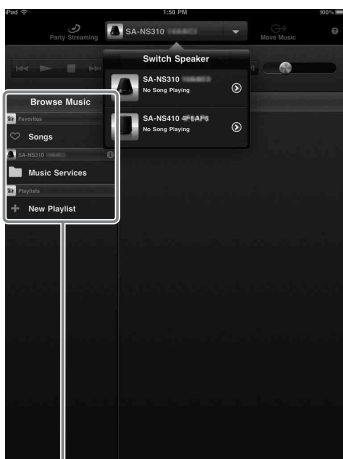 iPad
1:50 PM
100%
Party Streaming
SA-NS310
Move Music
Switch Speaker
SA-NS310
No Song Playing
SA-NS410
No Song Playing
Browse Music
Favorites
Songs
SA-NS310
Music Services
Playlists
New Playlist